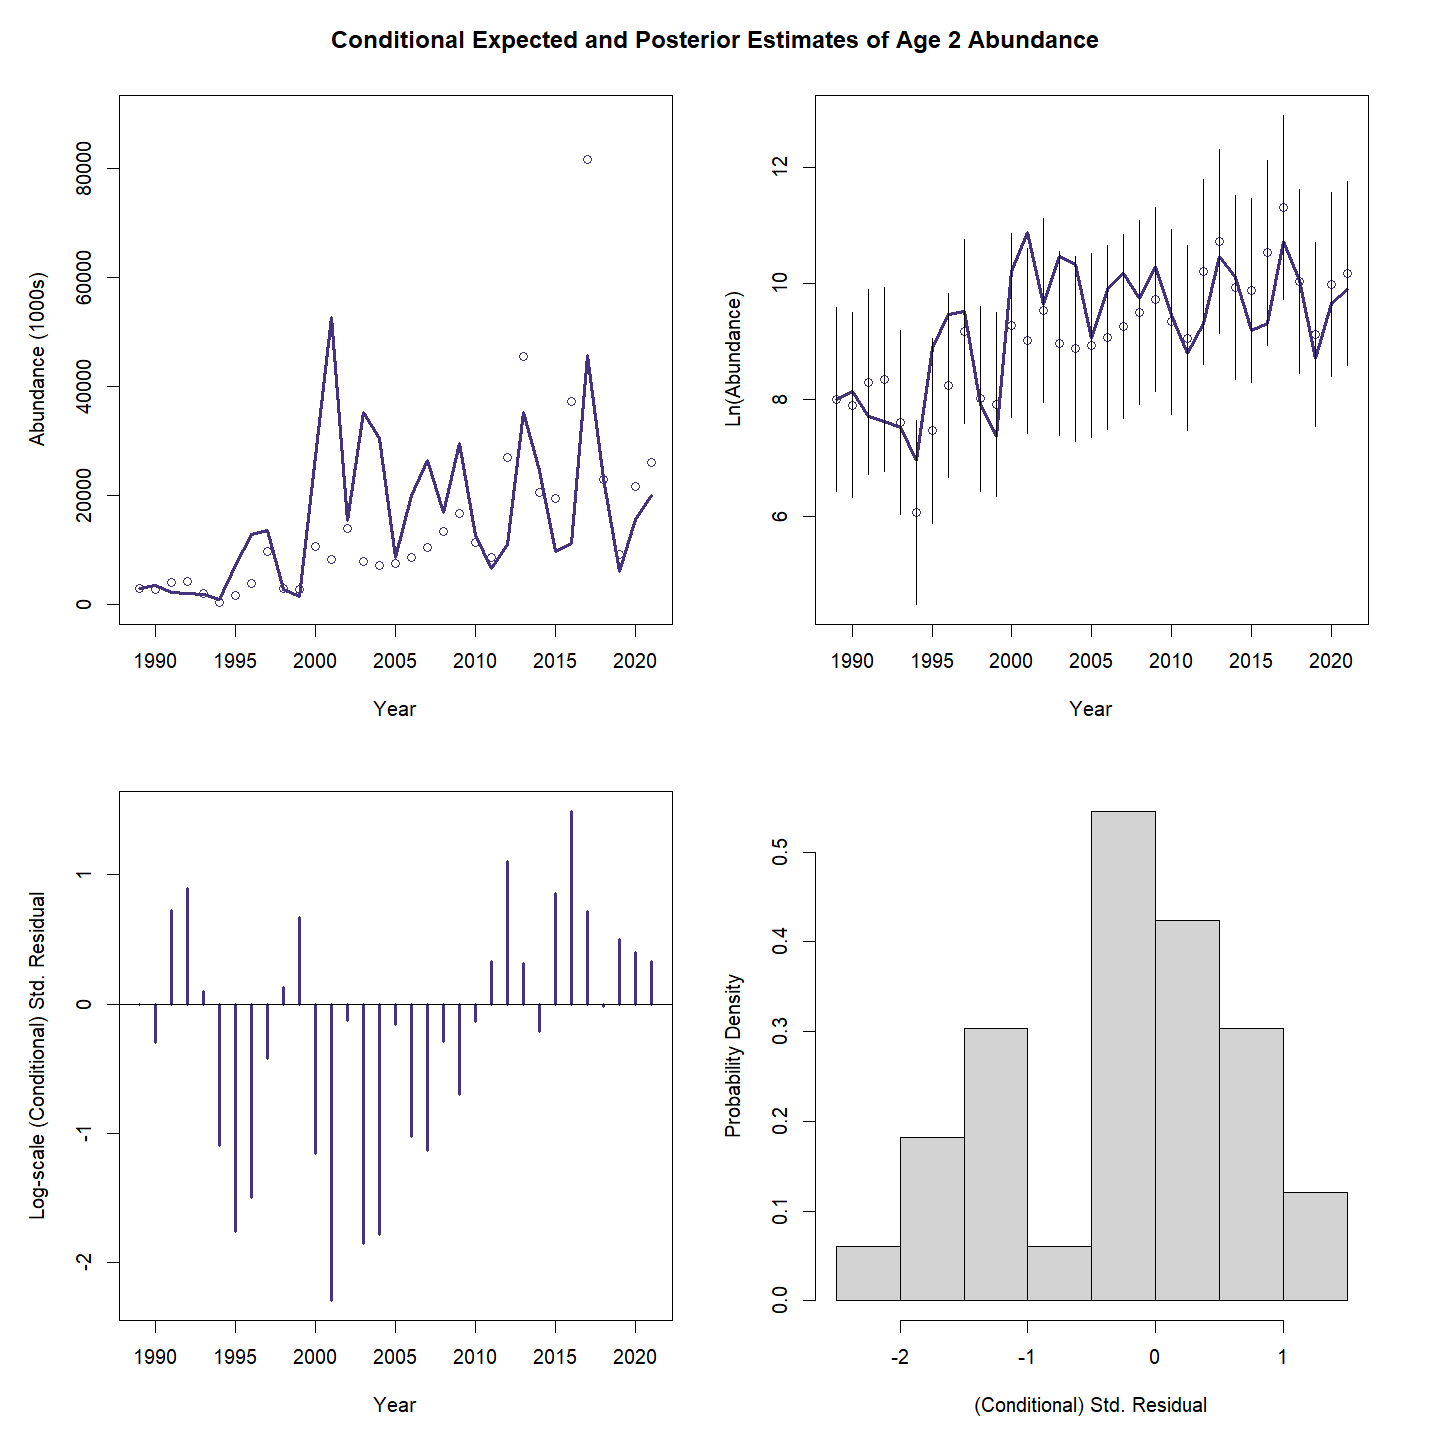 Conditional Expected and Posterior Estimates of Age 2 Abundance
Abundance (1000s)
80000
60000
40000
20000
0
1990 1995 2000 2005 2010 2015 2020
Year
Ln(Abundance)
12
10
8
6
1990 1995 2000 2005 2010 2015 2020
Year
Log-scale (Conditional) Std. Residual
1
0
-1
-2
1990 1995 2000 2005 2010 2015 2020
Year
Probability Density
0.5
0.4
0.3
0.2
0.1
0.0
-2 -1 0 1
(Conditional) Std. Residual